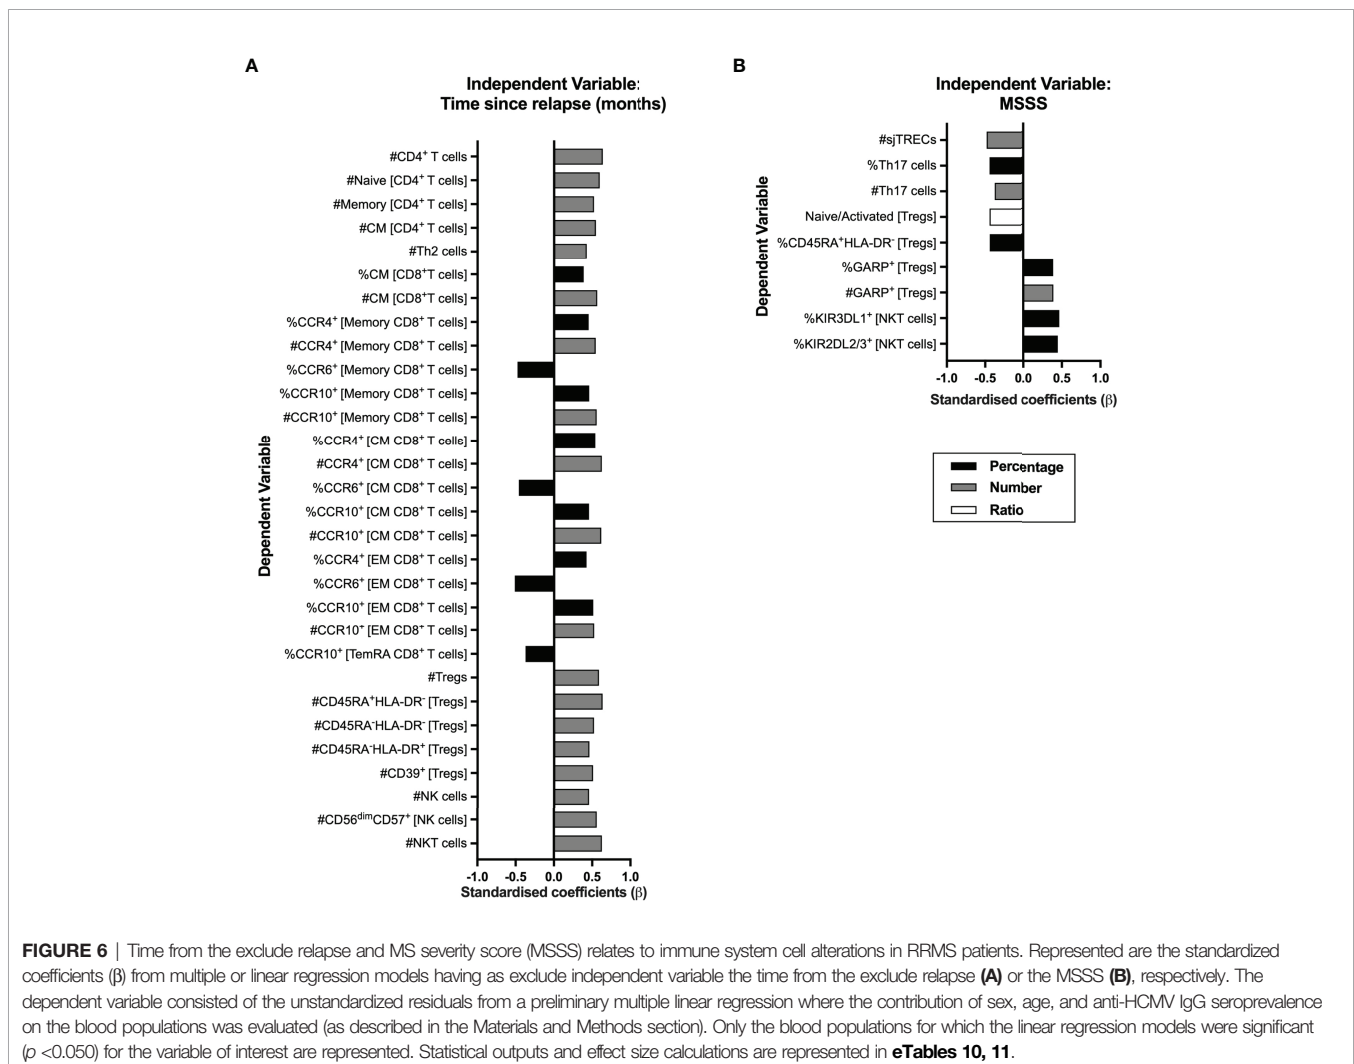 A
Independent Variable:
Time since relapse (months)
Dependent Variable
#CD4⁺ T cells
#Naive [CD4⁺ T cells]
#Memory [CD4⁺ T cells]
#CM [CD4⁺ T cells]
#Th2 cells
%CM [CD8⁺T cells]
#CM [CD8⁺T cells]
%CCR4⁺ [Memory CD8⁺ T cells]
#CCR4⁺ [Memory CD8⁺ T cells]
%CCR6⁺ [Memory CD8⁺ T cells]
%CCR10⁺ [Memory CD8⁺ T cells]
#CCR10⁺ [Memory CD8⁺ T cells]
%CCR4⁺ [CM CD8⁺ T cells]
#CCR4⁺ [CM CD8⁺ T cells]
%CCR6⁺ [CM CD8⁺ T cells]
%CCR10⁺ [CM CD8⁺ T cells]
#CCR10⁺ [CM CD8⁺ T cells]
%CCR4⁺ [EM CD8⁺ T cells]
%CCR6⁺ [EM CD8⁺ T cells]
%CCR10⁺ [EM CD8⁺ T cells]
#CCR10⁺ [EM CD8⁺ T cells]
%CCR10⁺ [TemRA CD8⁺ T cells]
#Tregs
#CD45RA⁺HLA-DR⁻ [Tregs]
#CD45RA⁻HLA-DR⁻ [Tregs]
#CD45RA⁻HLA-DR⁺ [Tregs]
#CD39⁺ [Tregs]
#NK cells
#CD56ᵈⁱᵐCD57⁺ [NK cells]
#NKT cells
-1.0 -0.5 0.0 0.5 1.0
Standardised coefficients (β)
B
Independent Variable:
MSSS
Dependent Variable
#sjTRECs
%Th17 cells
#Th17 cells
Naive/Activated [Tregs]
%CD45RA⁺HLA-DR⁻ [Tregs]
%GARP⁺ [Tregs]
#GARP⁺ [Tregs]
%KIR3DL1⁺ [NKT cells]
%KIR2DL2/3⁺ [NKT cells]
-1.0 -0.5 0.0 0.5 1.0
Standardised coefficients (β)
Percentage
Number
Ratio
FIGURE 6 | Time from the exclude relapse and MS severity score (MSSS) relates to immune system cell alterations in RRMS patients. Represented are the standardized
coefficients (β) from multiple or linear regression models having as exclude independent variable the time from the exclude relapse (A) or the MSSS (B), respectively. The
dependent variable consisted of the unstandardized residuals from a preliminary multiple linear regression where the contribution of sex, age, and anti-HCMV IgG seroprevalence
on the blood populations was evaluated (as described in the Materials and Methods section). Only the blood populations for which the linear regression models were significant
(p <0.050) for the variable of interest are represented. Statistical outputs and effect size calculations are represented in eTables 10, 11.